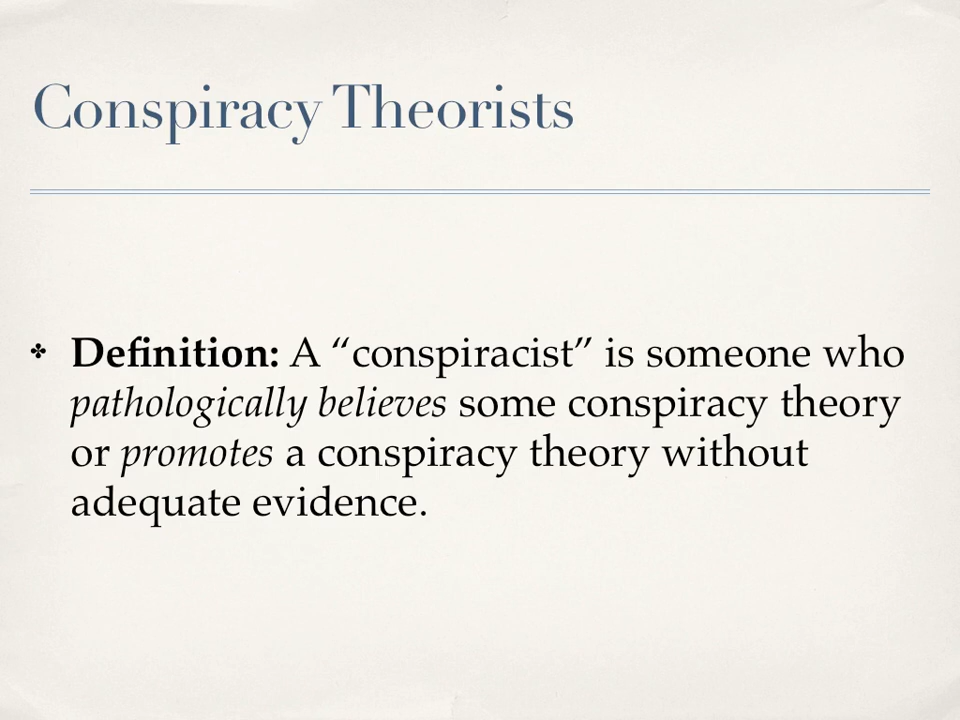 Conspiracy Theorists
✤ Definition: A “conspiracist” is someone who
pathologically believes some conspiracy theory
or promotes a conspiracy theory without
adequate evidence.